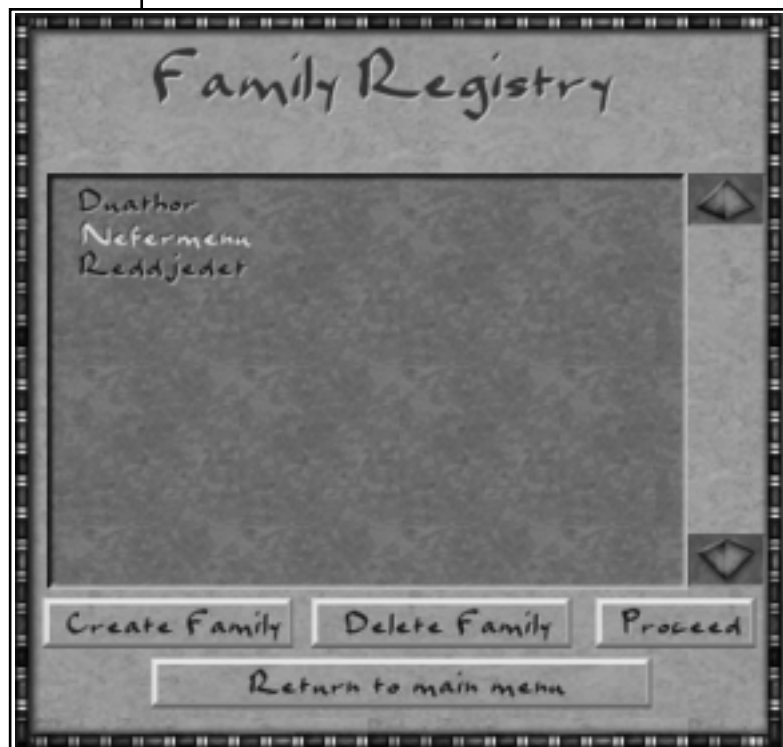 Family Registry
Duathor
Nefermenu
Reddjedet
Create Family
Delete Family
Proceed
Return to main menu